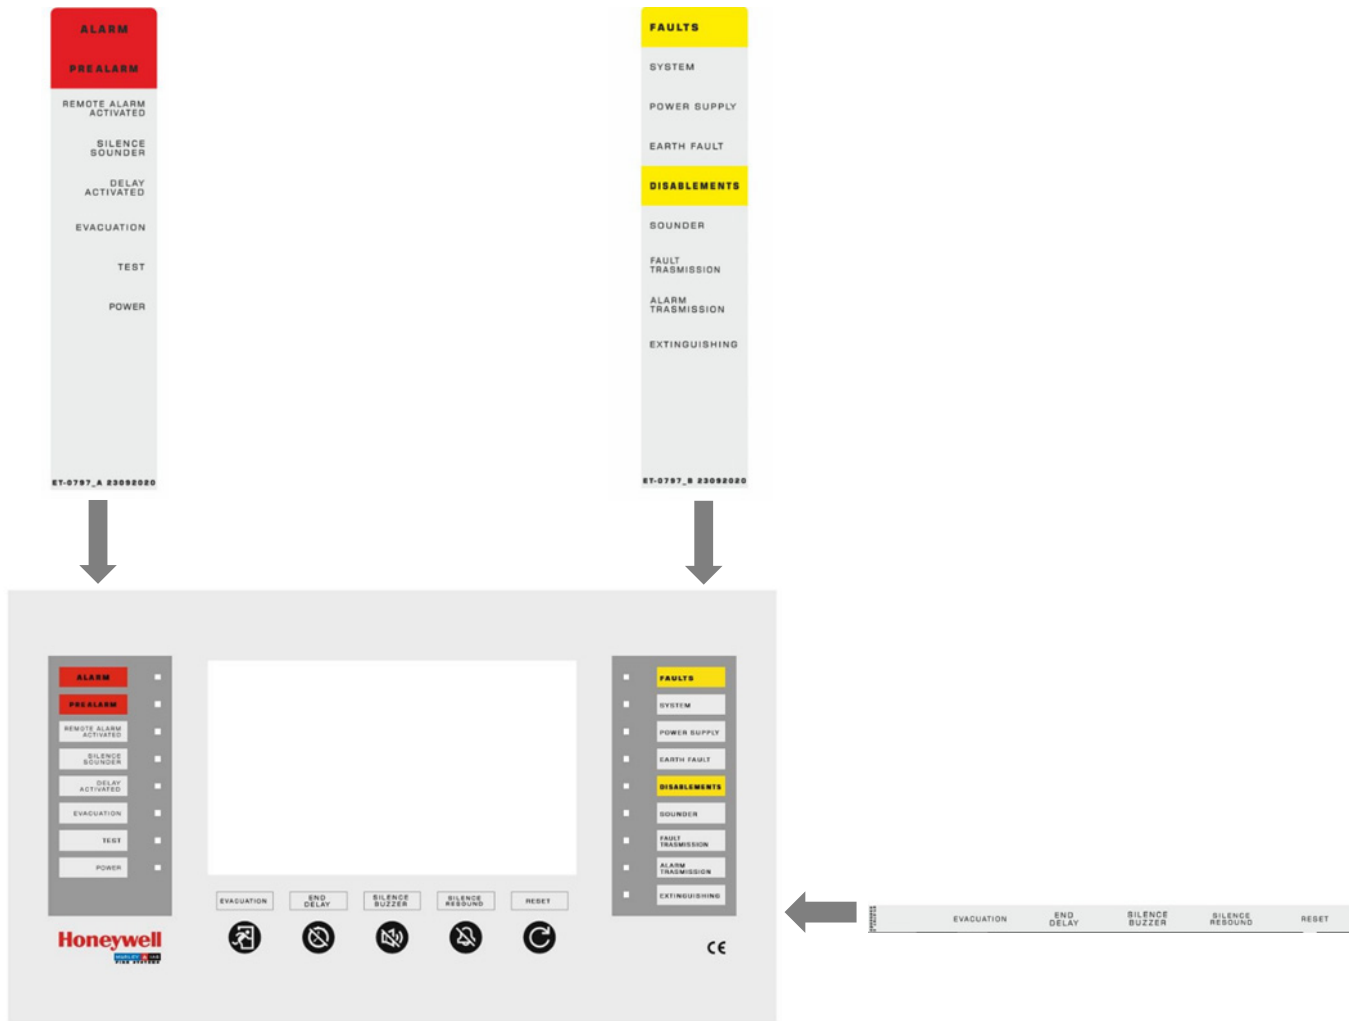 ALARM
PREALARM
REMOTE ALARM
ACTIVATED
SILENCE
SOUNDER
DELAY
ACTIVATED
EVACUATION
TEST
POWER
ET-0797_A 23092020
FAULTS
SYSTEM
POWER SUPPLY
EARTH FAULT
DISABLEMENTS
SOUNDER
FAULT
TRASMISSION
ALARM
TRASMISSION
EXTINGUISHING
ET-0797_B 23092020
ALARM
PREALARM
REMOTE ALARM
ACTIVATED
SILENCE
SOUNDER
DELAY
ACTIVATED
EVACUATION
TEST
POWER
Honeywell
EVACUATION
END
DELAY
SILENCE
BUZZER
SILENCE
RESOUND
RESET
FAULTS
SYSTEM
POWER SUPPLY
EARTH FAULT
DISABLEMENTS
SOUNDER
FAULT
TRASMISSION
ALARM
TRASMISSION
EXTINGUISHING
CE
EVACUATION
END
DELAY
SILENCE
BUZZER
SILENCE
RESOUND
RESET